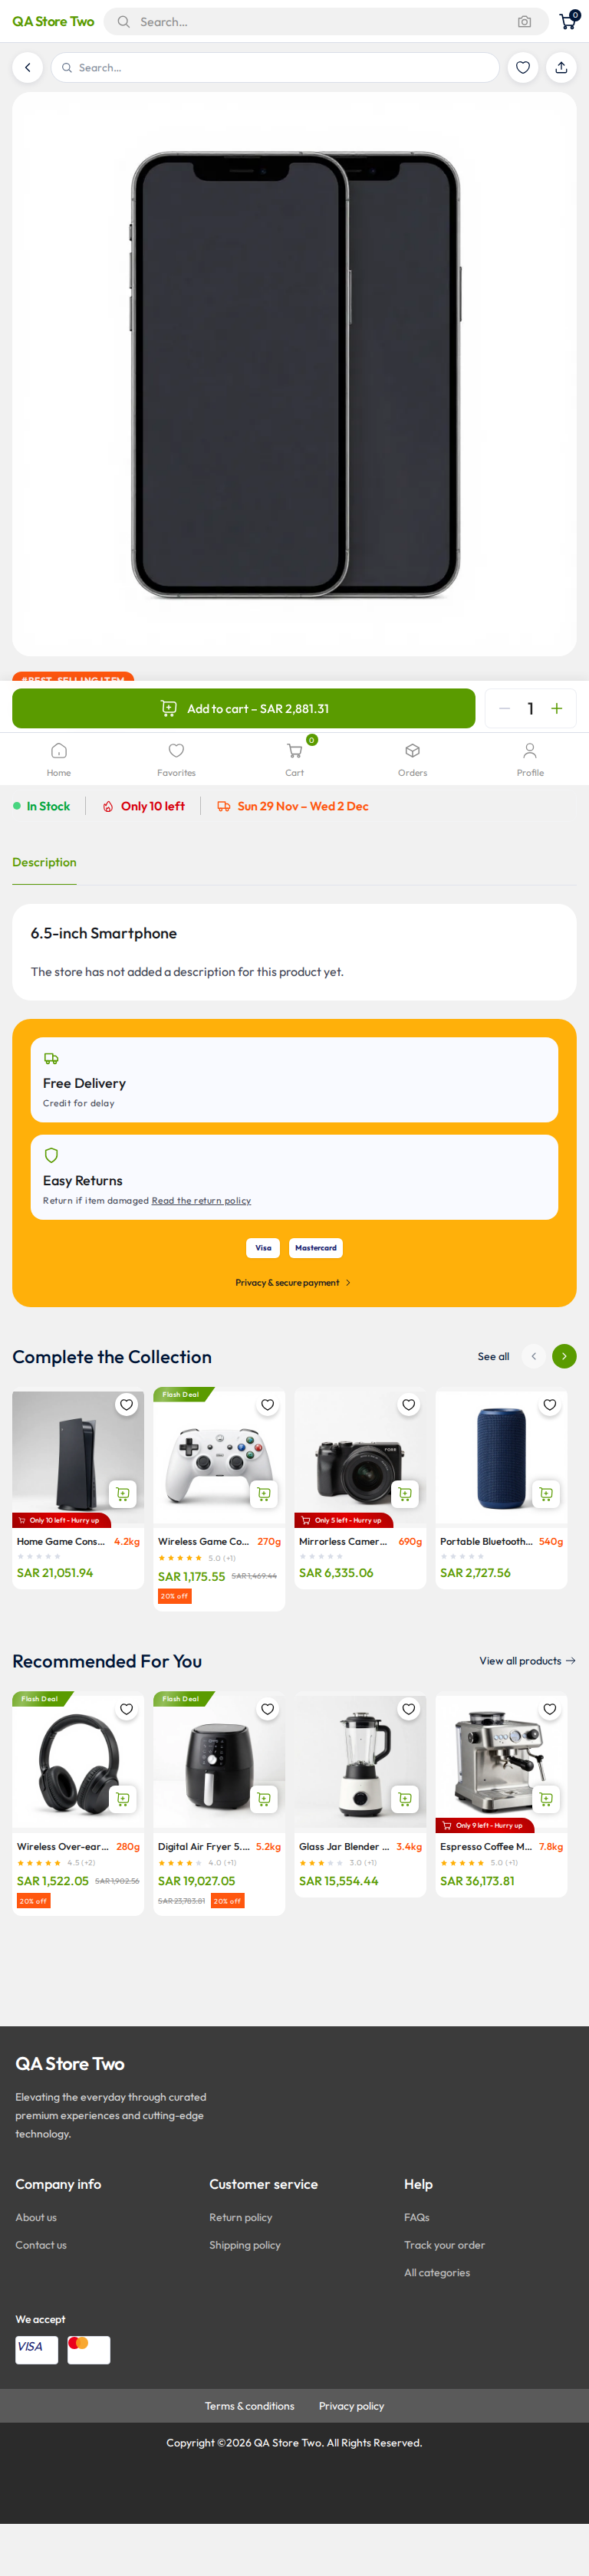 QA Store Two
Search...
0
Search...
#BEST_SELLING ITEM
Add to cart – SAR 2,881.31
1
Home
Favorites
0
Cart
Orders
Profile
In Stock
Only 10 left
Sun 29 Nov – Wed 2 Dec
Description
6.5-inch Smartphone
The store has not added a description for this product yet.
Free Delivery
Credit for delay
Easy Returns
Return if item damaged Read the return policy
Visa
Mastercard
Privacy & secure payment
Complete the Collection
See all
Only 10 left - Hurry up
Home Game Cons...
4.2kg
SAR 21,051.94
Flash Deal
Wireless Game Co...
270g
5.0 (+1)
SAR 1,175.55
SAR 1,469.44
20% off
FORS
Only 5 left - Hurry up
Mirrorless Camer...
690g
SAR 6,335.06
Portable Bluetooth...
540g
SAR 2,727.56
Recommended For You
View all products
Flash Deal
Wireless Over-ear...
280g
4.5 (+2)
SAR 1,522.05
SAR 1,902.56
20% off
Flash Deal
Digital Air Fryer 5....
5.2kg
4.0 (+1)
SAR 19,027.05
SAR 23,783.81
20% off
Glass Jar Blender ...
3.4kg
3.0 (+1)
SAR 15,554.44
Only 9 left - Hurry up
Espresso Coffee M...
7.8kg
5.0 (+1)
SAR 36,173.81
QA Store Two
Elevating the everyday through curated
premium experiences and cutting-edge
technology.
Company info
About us
Contact us
Customer service
Return policy
Shipping policy
Help
FAQs
Track your order
All categories
We accept
VISA
Terms & conditions
Privacy policy
Copyright ©2026 QA Store Two. All Rights Reserved.